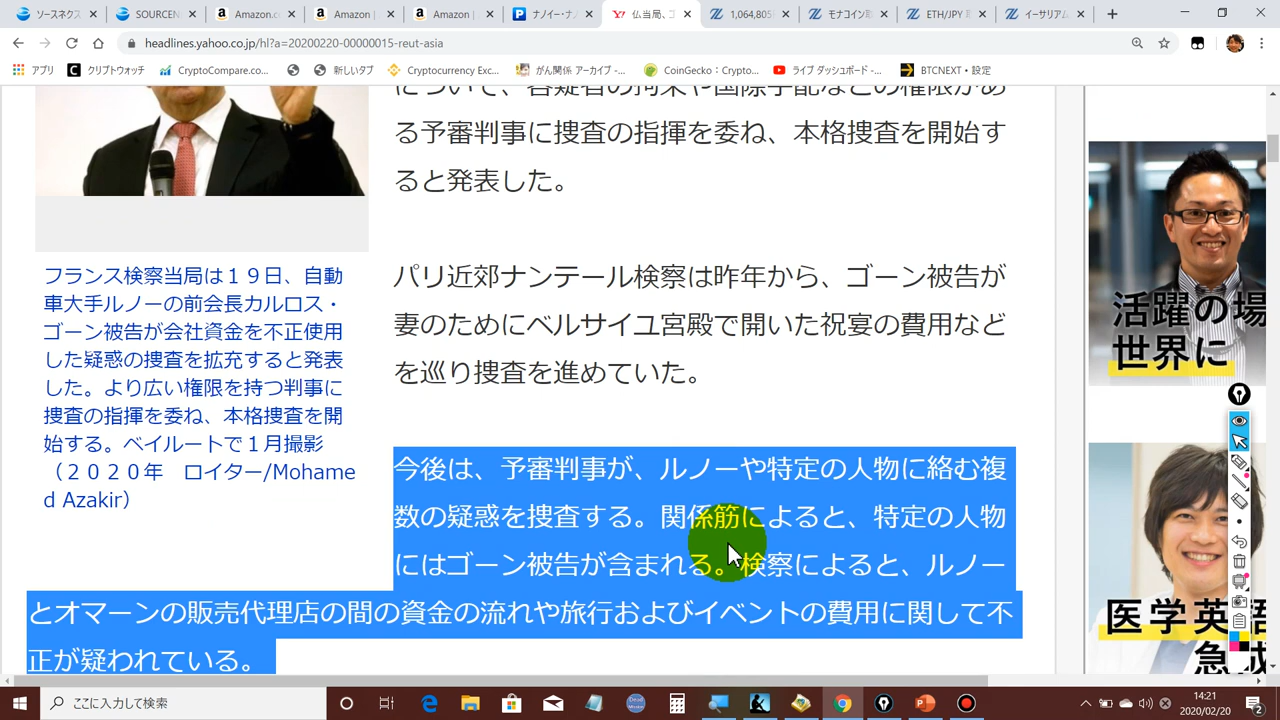 ソースネクス
SOURCEN
Amazon.c
Amazon |
Amazon |
ナノイー・ナノ
仏当局、ゴ
1,064,805
モナコイン取
ETH/JPY 取
イーサリアム
headlines.yahoo.co.jp/hl?a=20200220-00000015-reut-asia
アプリ
クリプトウォッチ
CryptoCompare.co...
新しいタブ
Cryptocurrency Exc...
がん関係 アーカイブ -...
CoinGecko：Crypto...
ライブ ダッシュボード -...
BTCNEXT・設定
について、容疑者の拘束や国際手配などの権限があ
る予審判事に捜査の指揮を委ね、本格捜査を開始す
ると発表した。
パリ近郊ナンテール検察は昨年から、ゴーン被告が
妻のためにベルサイユ宮殿で開いた祝宴の費用など
を巡り捜査を進めていた。
今後は、予審判事が、ルノーや特定の人物に絡む複
数の疑惑を捜査する。関係筋によると、特定の人物
にはゴーン被告が含まれる。検察によると、ルノー
とオマーンの販売代理店の間の資金の流れや旅行およびイベントの費用に関して不
正が疑われている。
フランス検察当局は１９日、自動
車大手ルノーの前会長カルロス・
ゴーン被告が会社資金を不正使用
した疑惑の捜査を拡充すると発表
した。より広い権限を持つ判事に
捜査の指揮を委ね、本格捜査を開
始する。ベイルートで１月撮影
（２０２０年　ロイター/Mohame
d Azakir）
活躍の場
世界に
医学英語
急成
ここに入力して検索
14:21
2020/02/20